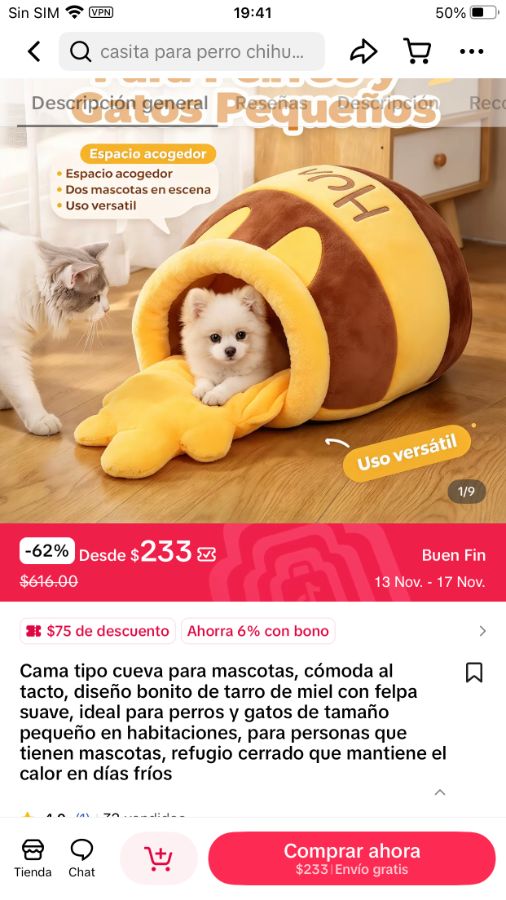 Sin SIM VPN 19:41 50%
casita para perro chihu...
Para Perros y
Gatos Pequeños
Descripción general Reseñas Descripción Reco
Espacio acogedor
• Espacio acogedor
• Dos mascotas en escena
• Uso versatil
Hun
Uso versátil
1/9
-62% Desde $233 Buen Fin
$616.00 13 Nov. - 17 Nov.
$75 de descuento Ahorra 6% con bono
Cama tipo cueva para mascotas, cómoda al
tacto, diseño bonito de tarro de miel con felpa
suave, ideal para perros y gatos de tamaño
pequeño en habitaciones, para personas que
tienen mascotas, refugio cerrado que mantiene el
calor en días fríos
Tienda Chat Comprar ahora
$233 | Envío gratis